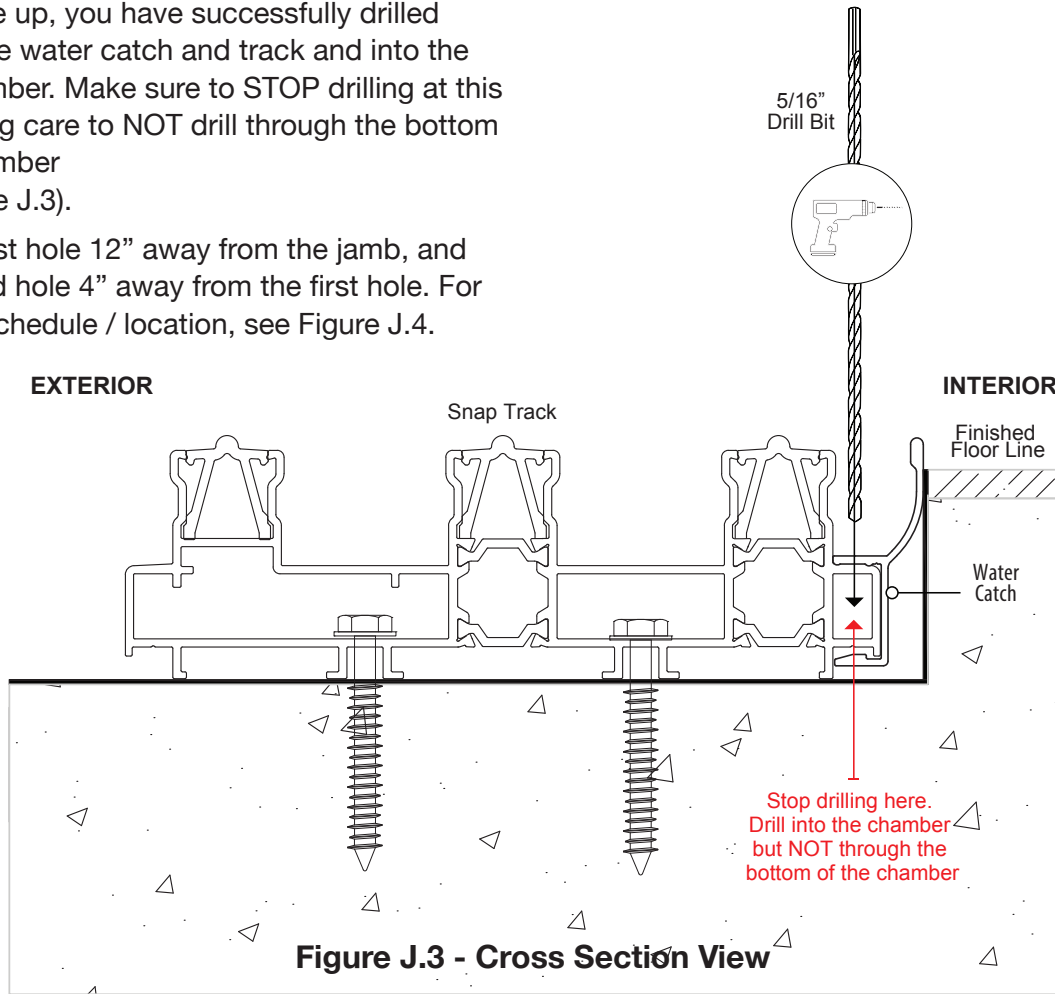 e up, you have successfully drilled
e water catch and track and into the
mber. Make sure to STOP drilling at this
g care to NOT drill through the bottom
mber
e J.3).
st hole 12” away from the jamb, and
d hole 4” away from the first hole. For
schedule / location, see Figure J.4.
5/16”
Drill Bit
EXTERIOR
INTERIOR
Snap Track
Finished
Floor Line
Water
Catch
Stop drilling here.
Drill into the chamber
but NOT through the
bottom of the chamber
Figure J.3 - Cross Section View